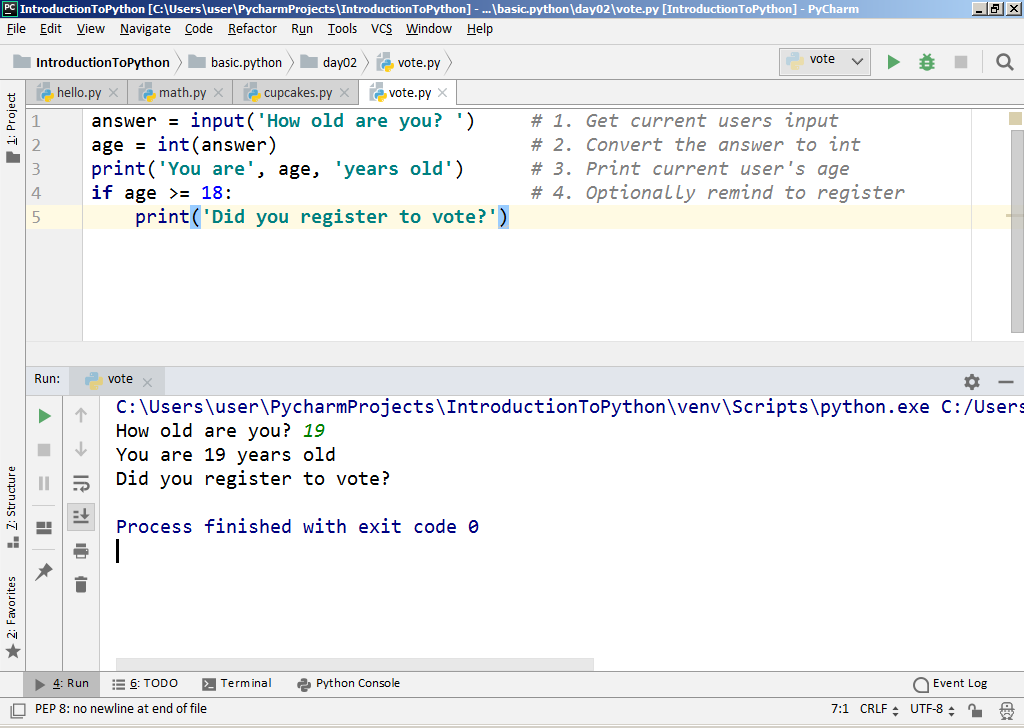 IntroductionToPython [C:\Users\user\PycharmProjects\IntroductionToPython] - ...\basic.python\day02\vote.py [IntroductionToPython] - PyCharm
File Edit View Navigate Code Refactor Run Tools VCS Window Help
IntroductionToPython basic.python day02 vote.py vote
hello.py math.py cupcakes.py vote.py
1: Project
1 answer = input('How old are you? ') # 1. Get current users input
2 age = int(answer) # 2. Convert the answer to int
3 print('You are', age, 'years old') # 3. Print current user's age
4 if age >= 18: # 4. Optionally remind to register
5 print('Did you register to vote?')
Run: vote
C:\Users\user\PycharmProjects\IntroductionToPython\venv\Scripts\python.exe C:/Users
How old are you? 19
You are 19 years old
Did you register to vote?
Process finished with exit code 0
7: Structure
2: Favorites
4: Run 6: TODO Terminal Python Console Event Log
PEP 8: no newline at end of file 7:1 CRLF UTF-8